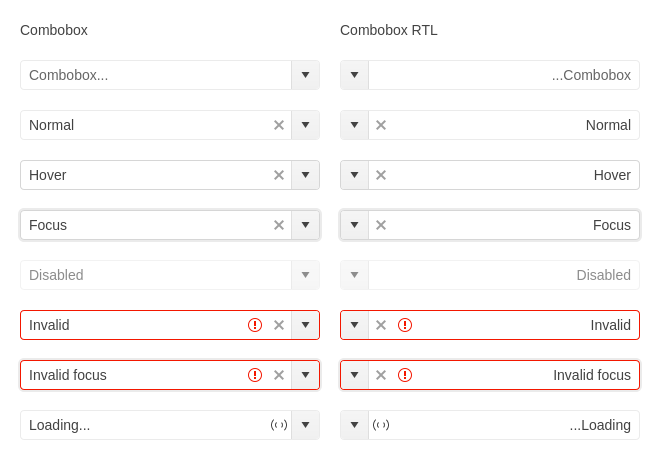 Combobox
Combobox RTL
Combobox...
...Combobox
Normal
Normal
Hover
Hover
Focus
Focus
Disabled
Disabled
Invalid
Invalid
Invalid focus
Invalid focus
Loading...
...Loading